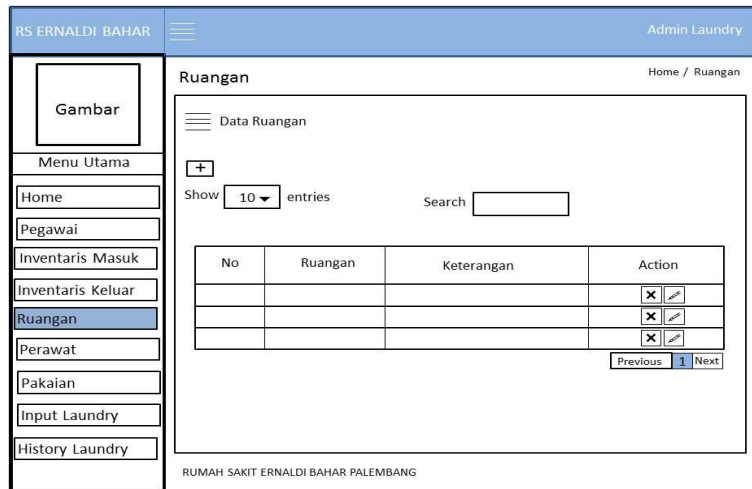 RS ERNALDI BAHAR
Admin Laundry
Gambar
Menu Utama
Home
Pegawai
Inventaris Masuk
Inventaris Keluar
Ruangan
Perawat
Pakaian
Input Laundry
History Laundry
Ruangan
Home / Ruangan
Data Ruangan
+
Show 10 entries
Search
No Ruangan Keterangan Action
Previous 1 Next
RUMAH SAKIT ERNALDI BAHAR PALEMBANG